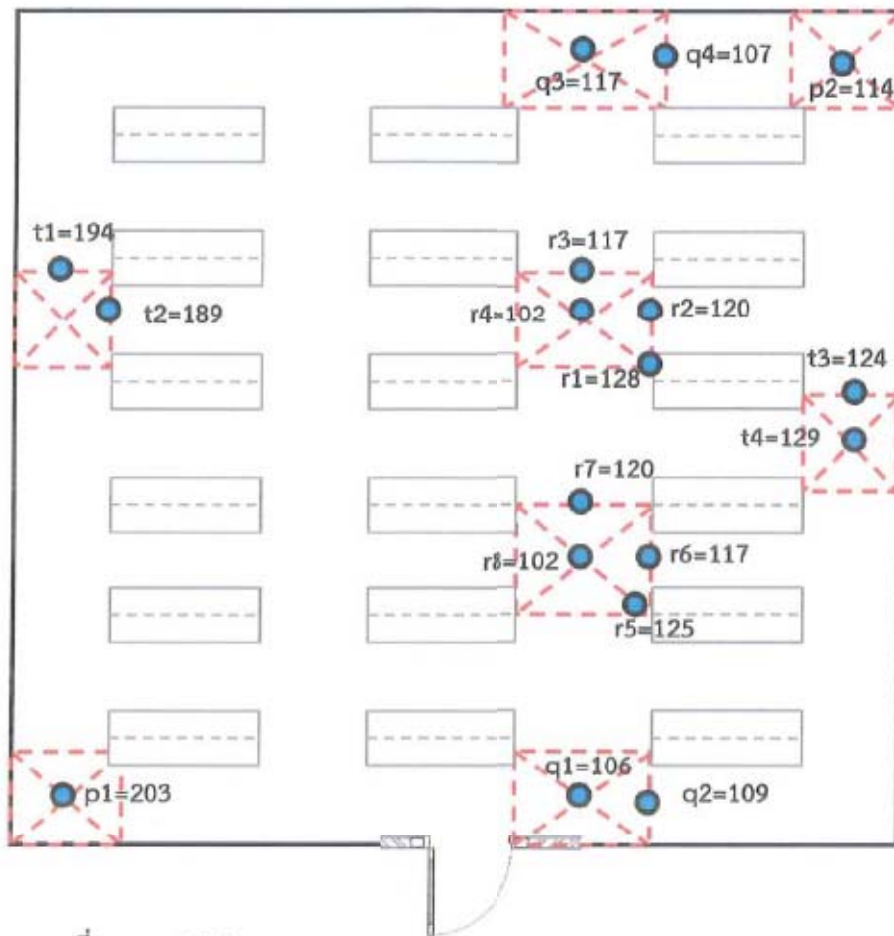 q4=107
q3=117
p2=114
t1=194
r3=117
t2=189
r4=102
r2=120
r1=128
t3=124
t4=129
r7=120
r8=102
r6=117
r5=125
q1=106
p1=203
q2=109